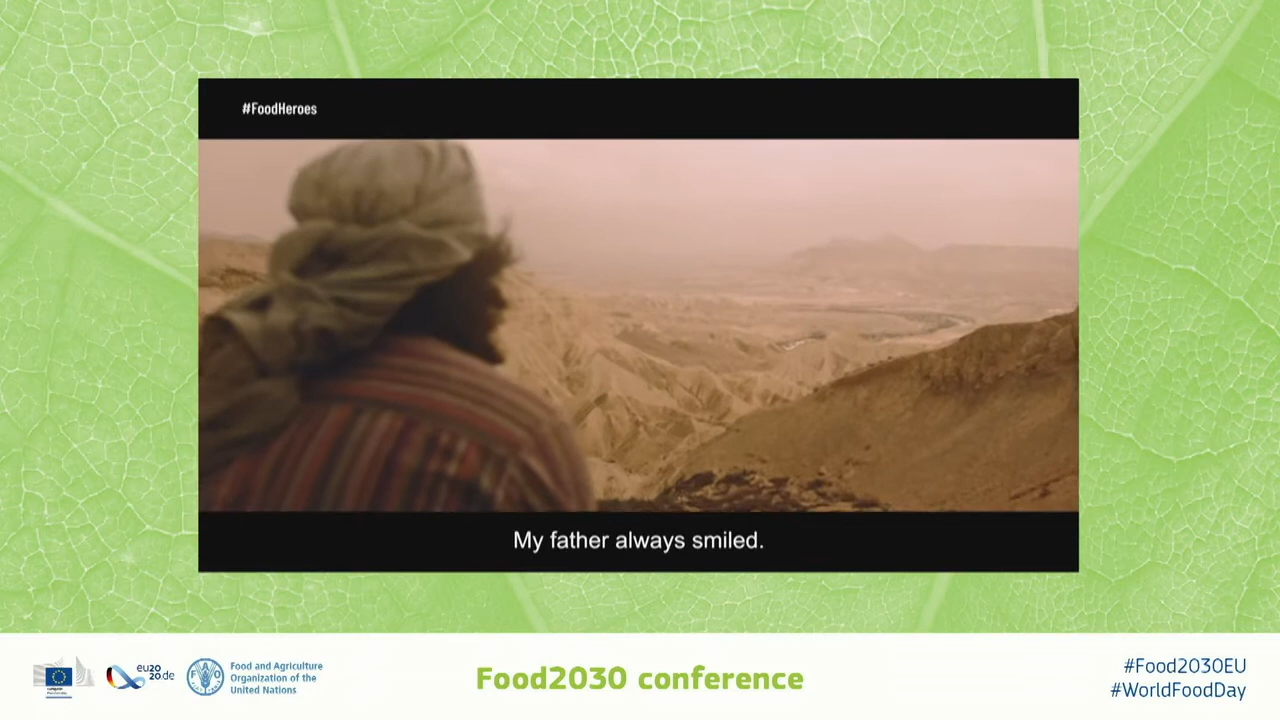 #FoodHeroes
My father always smiled.
eu20
20.de
F A O
Food and Agriculture
Organization of the
United Nations
Food2030 conference
#Food2030EU
#WorldFoodDay